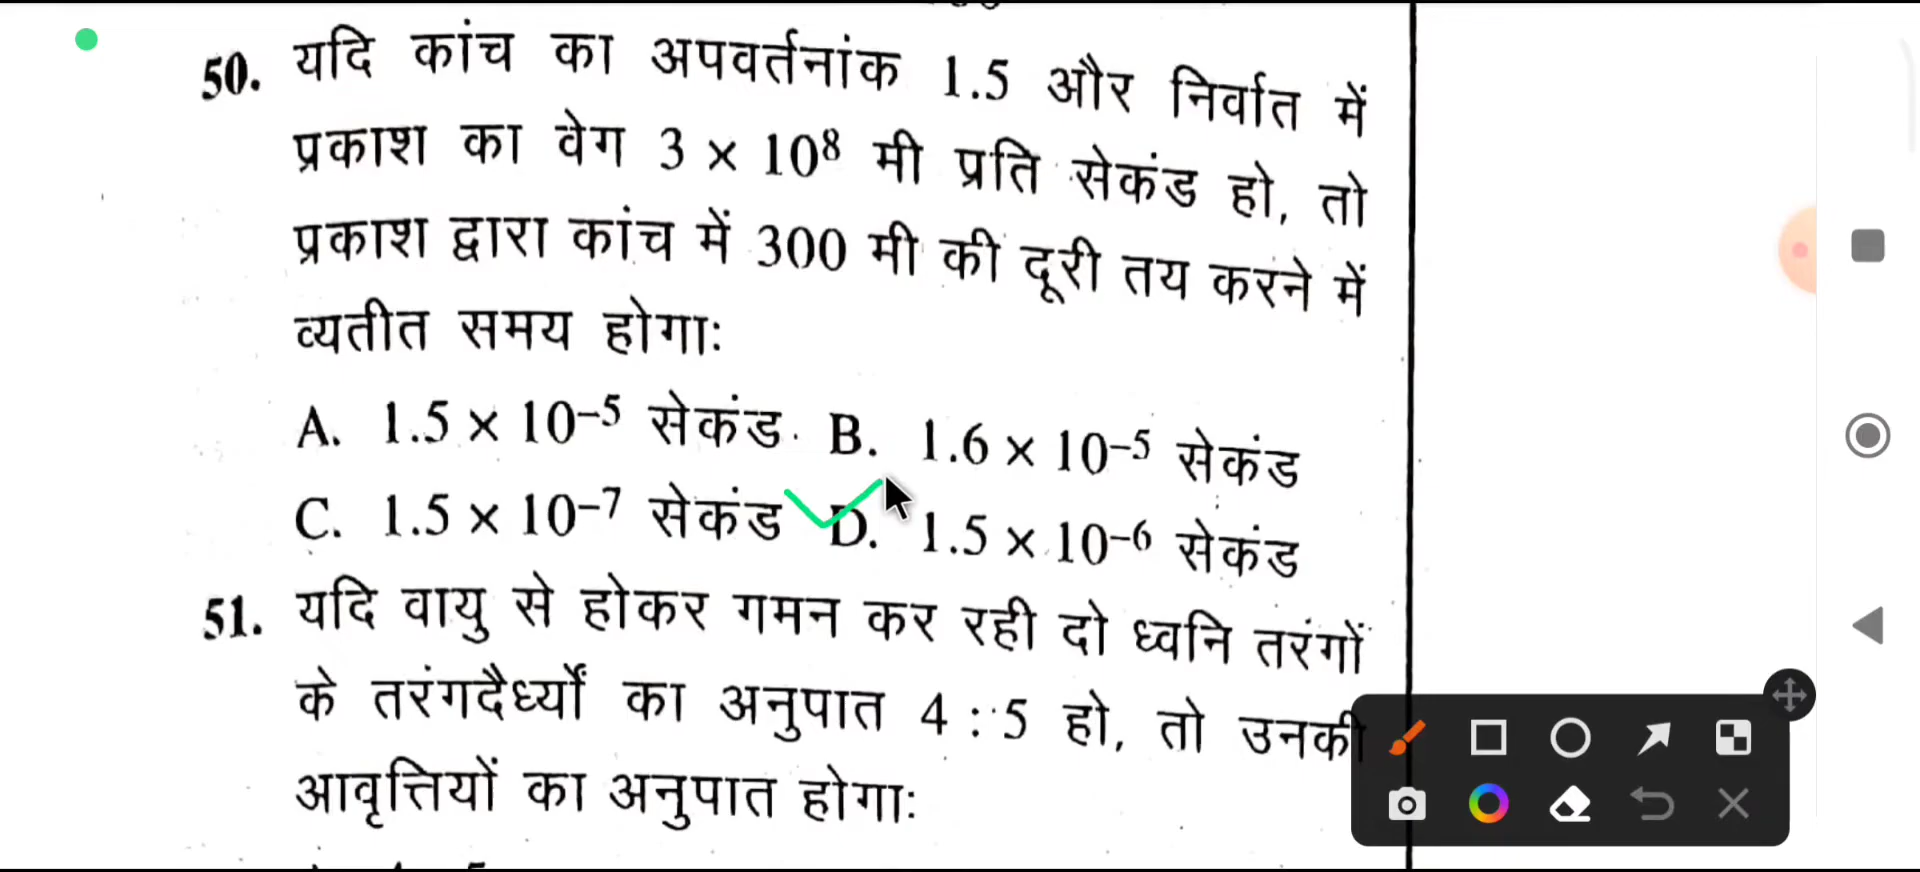 50. यदि कांच का अपवर्तनांक 1.5 और निर्वात में
प्रकाश का वेग 3 × 10⁸ मी प्रति सेकंड हो, तो
प्रकाश द्वारा कांच में 300 मी की दूरी तय करने में
व्यतीत समय होगाः
A. 1.5 × 10⁻⁵ सेकंड B. 1.6 × 10⁻⁵ सेकंड
C. 1.5 × 10⁻⁷ सेकंड D. 1.5 × 10⁻⁶ सेकंड
51. यदि वायु से होकर गमन कर रही दो ध्वनि तरंगों
के तरंगदैर्ध्यों का अनुपात 4 : 5 हो, तो उनकी
आवृत्तियों का अनुपात होगाः